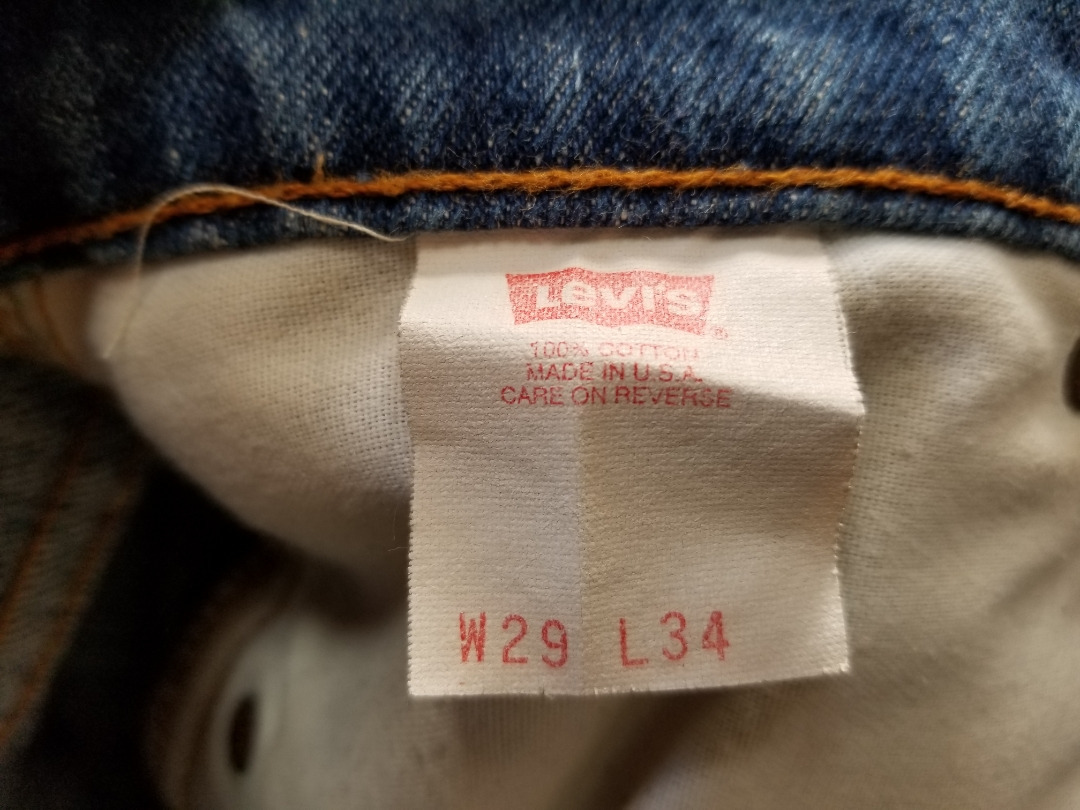 Levi's®
100% COTTON
MADE IN U.S.A.
CARE ON REVERSE
W29 L34